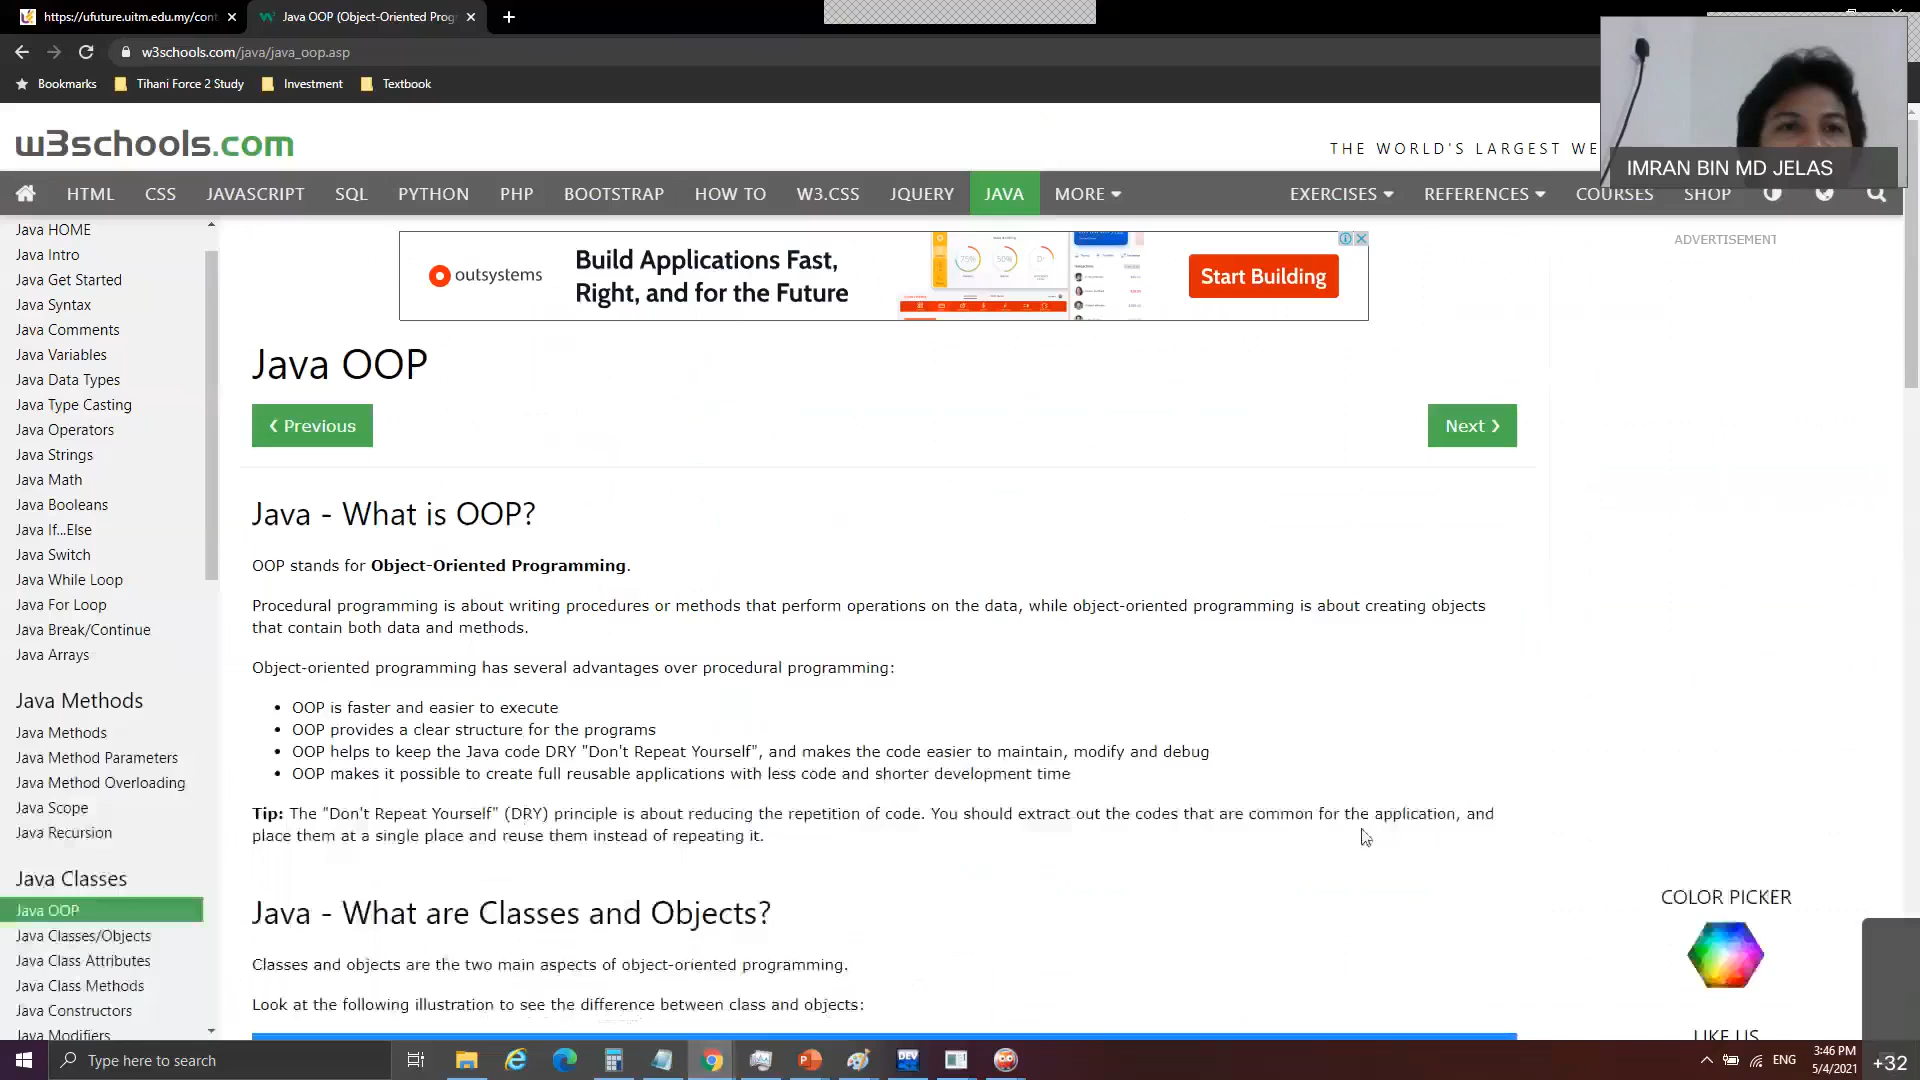 https://ufuture.uitm.edu.my/cont
Java OOP (Object-Oriented Prog
w3schools.com/java/java_oop.asp
Bookmarks
Tihani Force 2 Study
Investment
Textbook
w3schools.com
THE WORLD'S LARGEST WE
IMRAN BIN MD JELAS
HTML
CSS
JAVASCRIPT
SQL
PYTHON
PHP
BOOTSTRAP
HOW TO
W3.CSS
JQUERY
JAVA
MORE
EXERCISES
REFERENCES
COURSES
SHOP
Java HOME
Java Intro
Java Get Started
Java Syntax
Java Comments
Java Variables
Java Data Types
Java Type Casting
Java Operators
Java Strings
Java Math
Java Booleans
Java If...Else
Java Switch
Java While Loop
Java For Loop
Java Break/Continue
Java Arrays
Java Methods
Java Methods
Java Method Parameters
Java Method Overloading
Java Scope
Java Recursion
Java Classes
Java OOP
Java Classes/Objects
Java Class Attributes
Java Class Methods
Java Constructors
Java Modifiers
outsystems
Build Applications Fast,
Right, and for the Future
75%
50%
Start Building
ADVERTISEMENT
Java OOP
❮ Previous
Next ❯
Java - What is OOP?
OOP stands for Object-Oriented Programming.
Procedural programming is about writing procedures or methods that perform operations on the data, while object-oriented programming is about creating objects
that contain both data and methods.
Object-oriented programming has several advantages over procedural programming:
• OOP is faster and easier to execute
• OOP provides a clear structure for the programs
• OOP helps to keep the Java code DRY "Don't Repeat Yourself", and makes the code easier to maintain, modify and debug
• OOP makes it possible to create full reusable applications with less code and shorter development time
Tip: The "Don't Repeat Yourself" (DRY) principle is about reducing the repetition of code. You should extract out the codes that are common for the application, and
place them at a single place and reuse them instead of repeating it.
Java - What are Classes and Objects?
Classes and objects are the two main aspects of object-oriented programming.
Look at the following illustration to see the difference between class and objects:
COLOR PICKER
LIKE US
Type here to search
DEV
ENG
3:46 PM
5/4/2021
+32